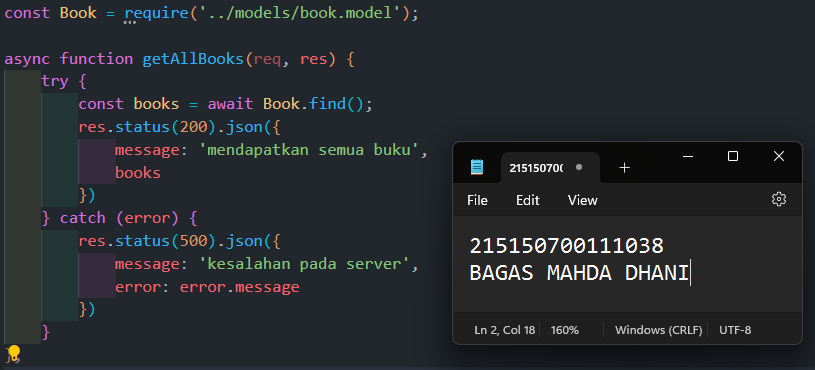 const Book = require('../models/book.model');
async function getAllBooks(req, res) {
try {
const books = await Book.find();
res.status(200).json({
message: 'mendapatkan semua buku',
books
})
} catch (error) {
res.status(500).json({
message: 'kesalahan pada server',
error: error.message
})
}
};
21515070(
File Edit View
215150700111038
BAGAS MAHDA DHANI
Ln 2, Col 18 160% Windows (CRLF) UTF-8